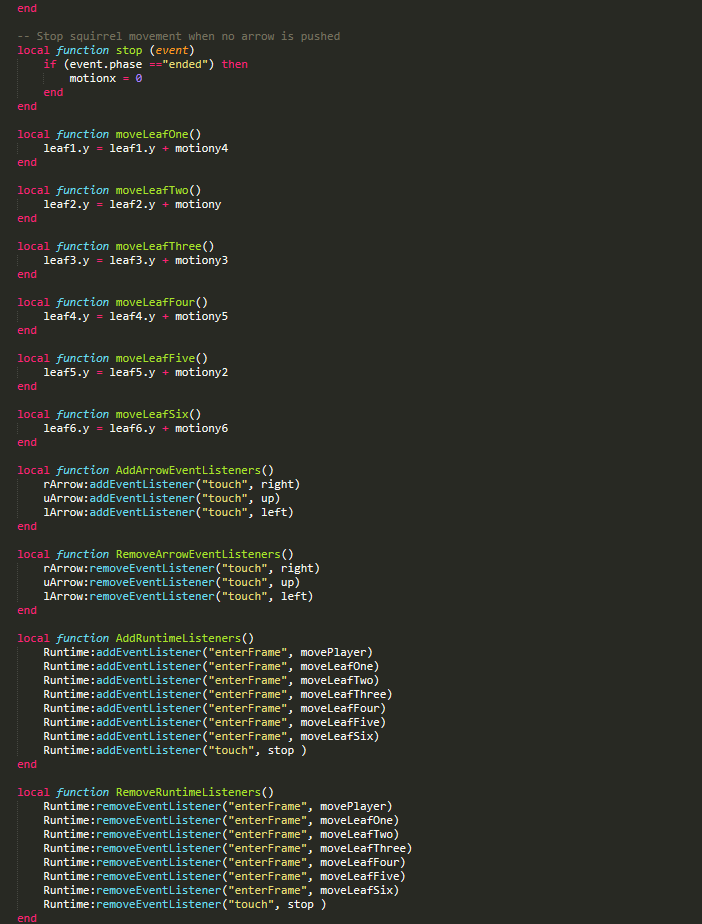 end
-- Stop squirrel movement when no arrow is pushed
local function stop (event)
if (event.phase =="ended") then
motionx = 0
end
end
local function moveLeafOne()
leaf1.y = leaf1.y + motiony4
end
local function moveLeafTwo()
leaf2.y = leaf2.y + motiony
end
local function moveLeafThree()
leaf3.y = leaf3.y + motiony3
end
local function moveLeafFour()
leaf4.y = leaf4.y + motiony5
end
local function moveLeafFive()
leaf5.y = leaf5.y + motiony2
end
local function moveLeafSix()
leaf6.y = leaf6.y + motiony6
end
local function AddArrowEventListeners()
rArrow:addEventListener("touch", right)
uArrow:addEventListener("touch", up)
lArrow:addEventListener("touch", left)
end
local function RemoveArrowEventListeners()
rArrow:removeEventListener("touch", right)
uArrow:removeEventListener("touch", up)
lArrow:removeEventListener("touch", left)
end
local function AddRuntimeListeners()
Runtime:addEventListener("enterFrame", movePlayer)
Runtime:addEventListener("enterFrame", moveLeafOne)
Runtime:addEventListener("enterFrame", moveLeafTwo)
Runtime:addEventListener("enterFrame", moveLeafThree)
Runtime:addEventListener("enterFrame", moveLeafFour)
Runtime:addEventListener("enterFrame", moveLeafFive)
Runtime:addEventListener("enterFrame", moveLeafSix)
Runtime:addEventListener("touch", stop )
end
local function RemoveRuntimeListeners()
Runtime:removeEventListener("enterFrame", movePlayer)
Runtime:removeEventListener("enterFrame", moveLeafOne)
Runtime:removeEventListener("enterFrame", moveLeafTwo)
Runtime:removeEventListener("enterFrame", moveLeafThree)
Runtime:removeEventListener("enterFrame", moveLeafFour)
Runtime:removeEventListener("enterFrame", moveLeafFive)
Runtime:removeEventListener("enterFrame", moveLeafSix)
Runtime:removeEventListener("touch", stop )
end